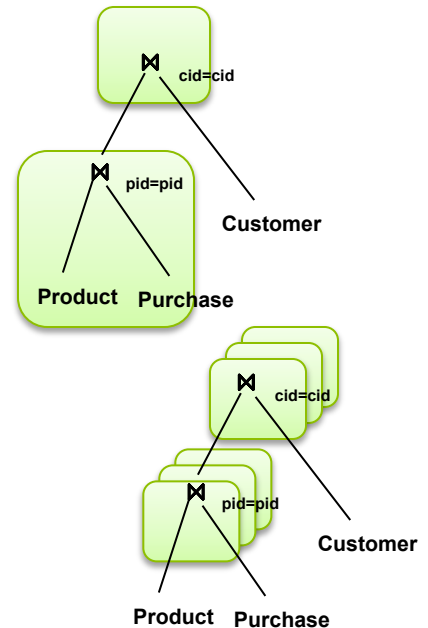 ⋈ cid=cid
⋈ pid=pid
Customer
Product Purchase
⋈ cid=cid
⋈ pid=pid
Customer
Product Purchase